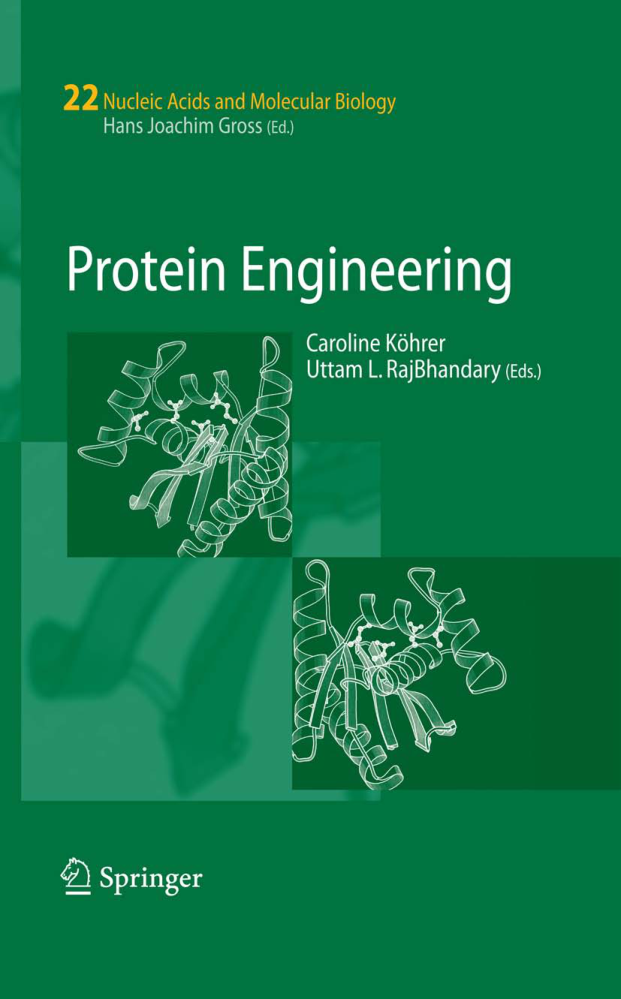 22 Nucleic Acids and Molecular Biology
Hans Joachim Gross (Ed.)
Protein Engineering
Caroline Köhrer
Uttam L. RajBhandary (Eds.)
Springer